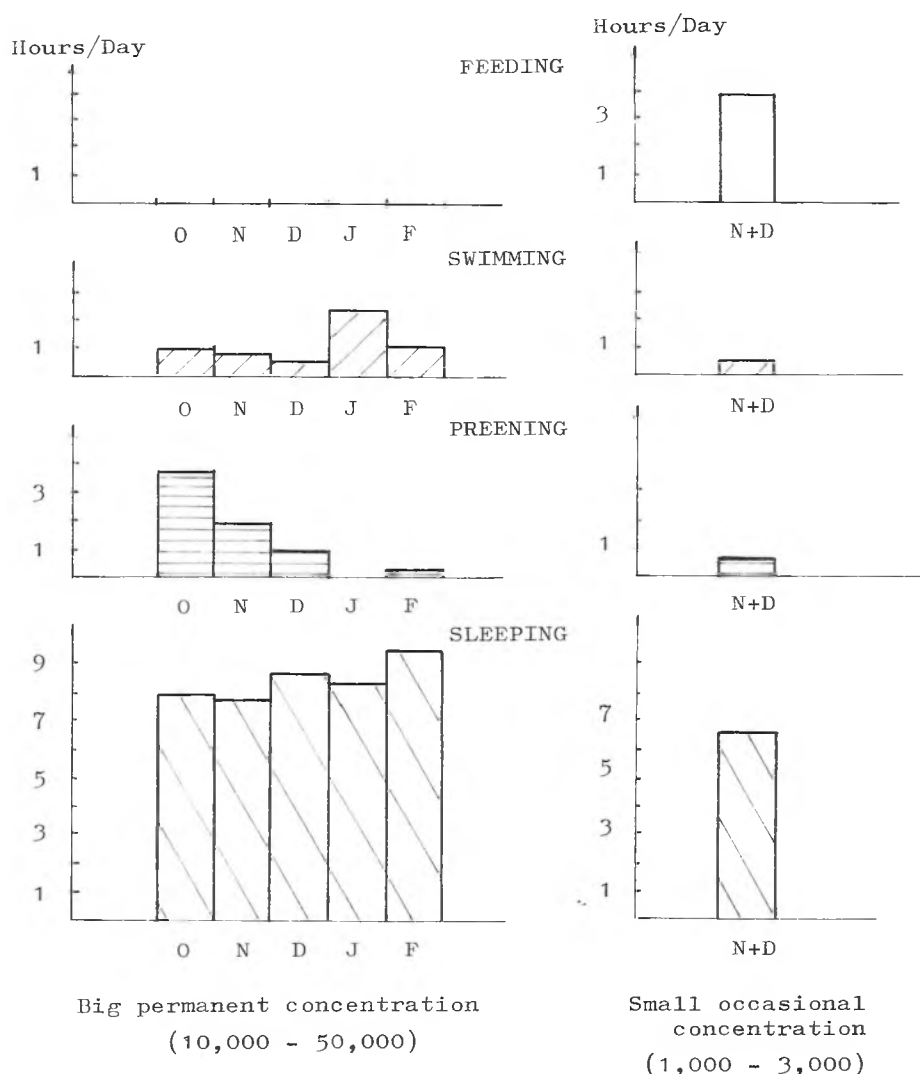 Hours/Day
FEEDING
1
O N D J F
SWIMMING
1
O N D J F
PREENING
3
1
O N D J F
SLEEPING
9
7
5
3
1
O N D J F
Big permanent concentration
(10,000 - 50,000)
Hours/Day
3
1
N+D
1
N+D
1
N+D
7
5
3
1
N+D
Small occasional
concentration
(1,000 - 3,000)